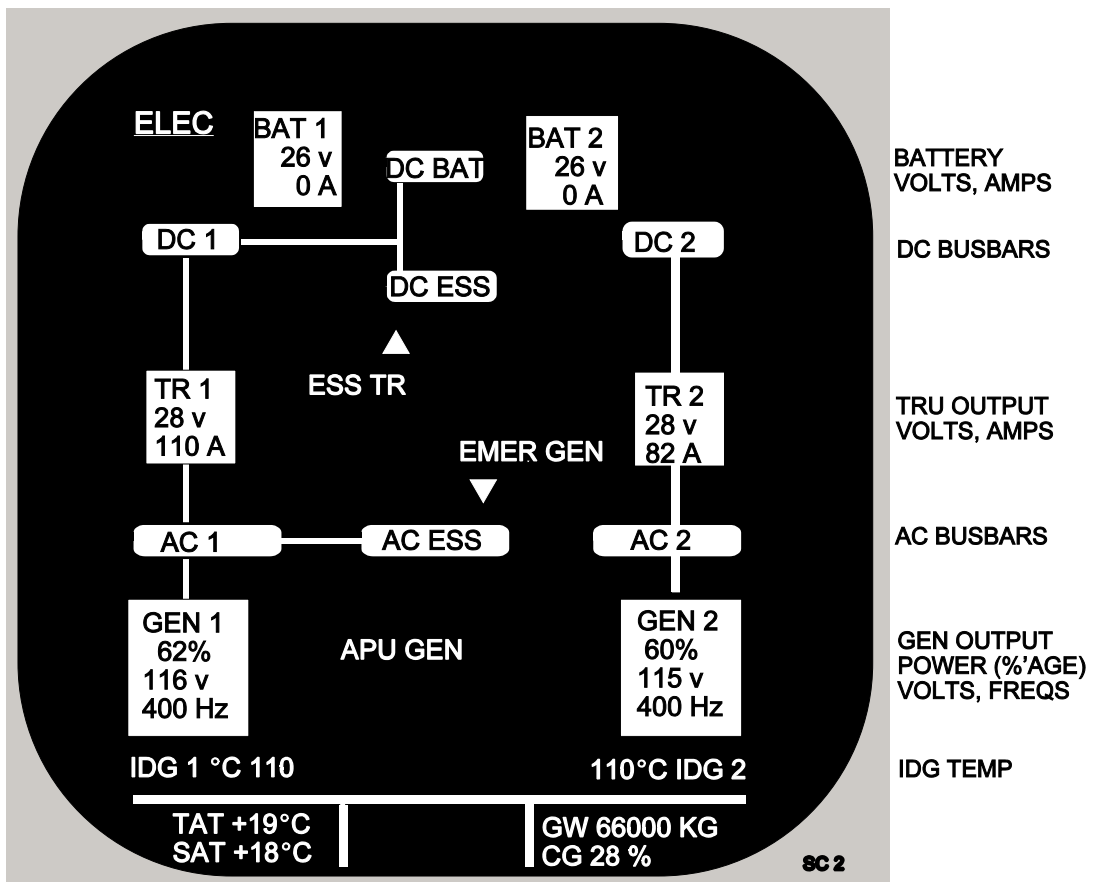 ELEC
BAT 1
26 v
0 A
DC BAT
BAT 2
26 v
0 A
BATTERY
VOLTS, AMPS
DC 1
DC 2
DC BUSBARS
DC ESS
ESS TR
TR 1
28 v
110 A
TR 2
28 v
82 A
TRU OUTPUT
VOLTS, AMPS
EMER GEN
AC 1
AC ESS
AC 2
AC BUSBARS
GEN 1
62%
116 v
400 Hz
APU GEN
GEN 2
60%
115 v
400 Hz
GEN OUTPUT
POWER (%'AGE)
VOLTS, FREQS
IDG 1 °C 110
110°C IDG 2
IDG TEMP
TAT +19°C
SAT +18°C
GW 66000 KG
CG 28 %
SC 2